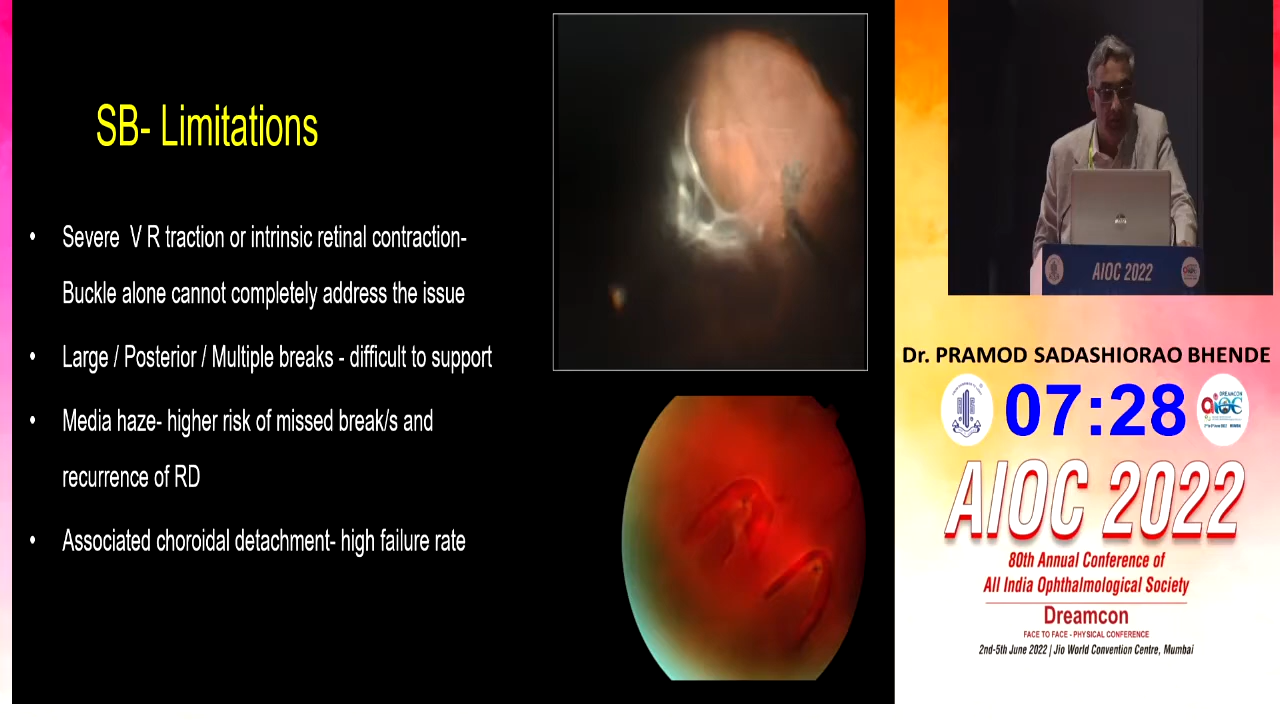 SB- Limitations
• Severe V R traction or intrinsic retinal contraction-
Buckle alone cannot completely address the issue
• Large / Posterior / Multiple breaks - difficult to support
• Media haze- higher risk of missed break/s and
recurrence of RD
• Associated choroidal detachment- high failure rate
AIOC 2022
Dr. PRAMOD SADASHIORAO BHENDE
07:28
DREAMCON
aioc
AIOC 2022
80th Annual Conference of
All India Ophthalmological Society
Dreamcon
FACE TO FACE - PHYSICAL CONFERENCE
2nd-5th June 2022 | Jio World Convention Centre, Mumbai